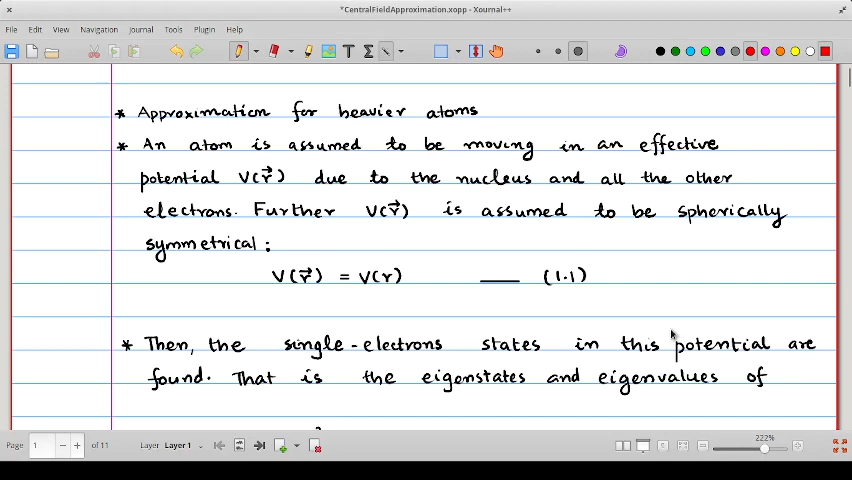 *CentralFieldApproximation.xopp - Xournal++
File Edit View Navigation Journal Tools Plugin Help
* Approximation for heavier atoms
* An atom is assumed to be moving in an effective
potential V(r⃗) due to the nucleus and all the other
electrons. Further V(r⃗) is assumed to be spherically
symmetrical:
V(r⃗) = V(r) —— (1.1)
* Then, the single-electrons states in this potential are
found. That is the eigenstates and eigenvalues of
Page 1 of 11 Layer Layer 1 222%